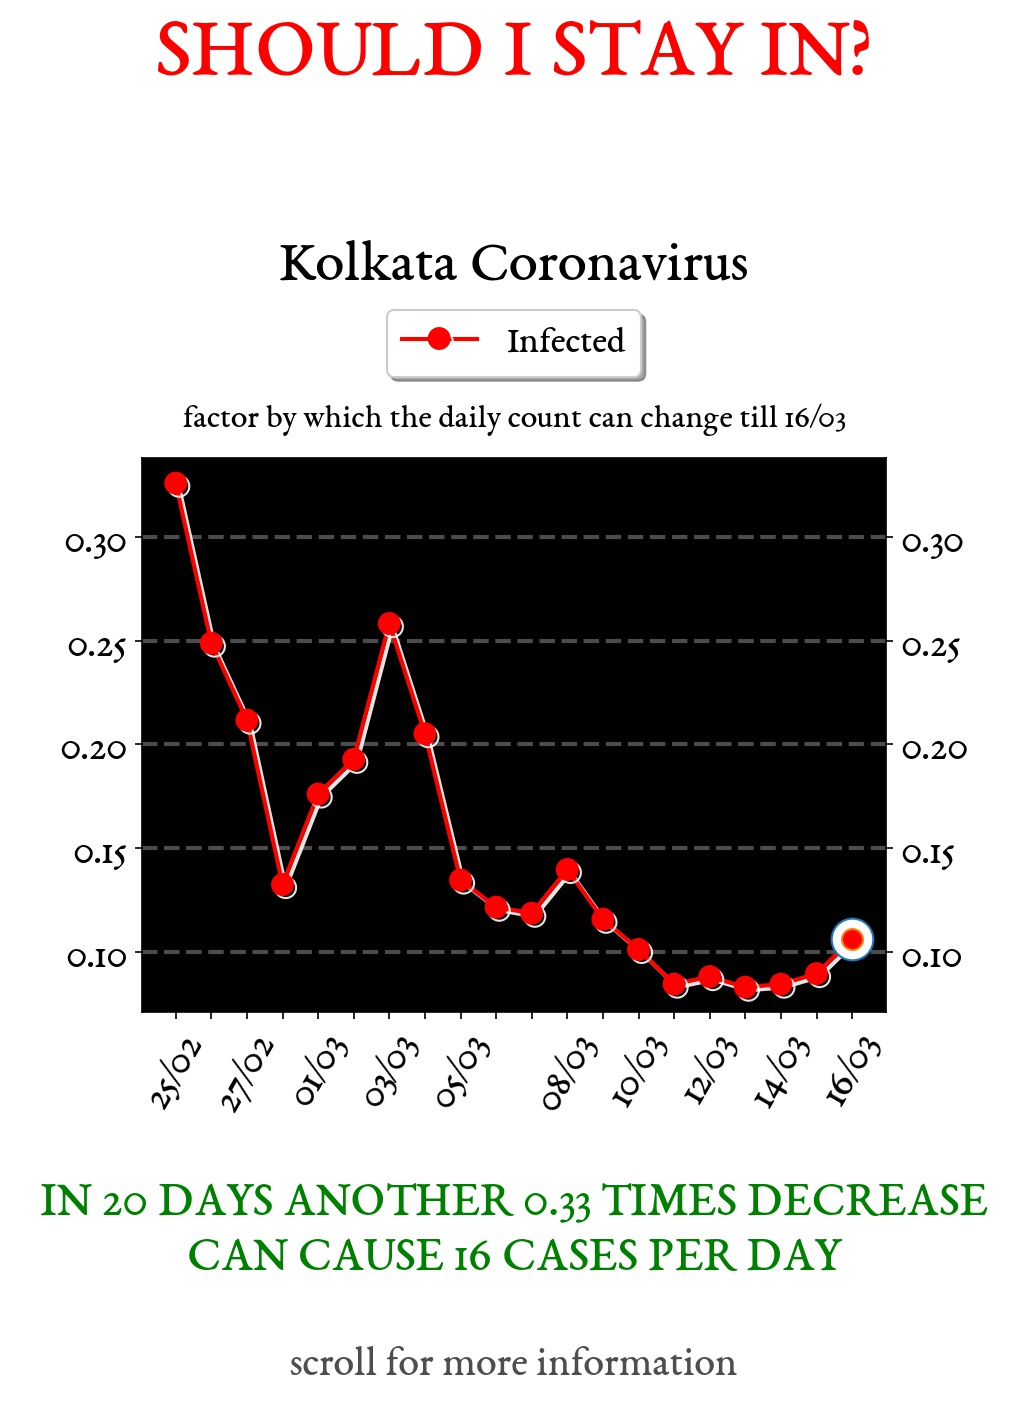 SHOULD I STAY IN?
Kolkata Coronavirus
Infected
factor by which the daily count can change till 16/03
0.30 0.30
0.25 0.25
0.20 0.20
0.15 0.15
0.10 0.10
25/02 27/02 01/03 03/03 05/03 08/03 10/03 12/03 14/03 16/03
IN 20 DAYS ANOTHER 0.33 TIMES DECREASE
CAN CAUSE 16 CASES PER DAY
scroll for more information